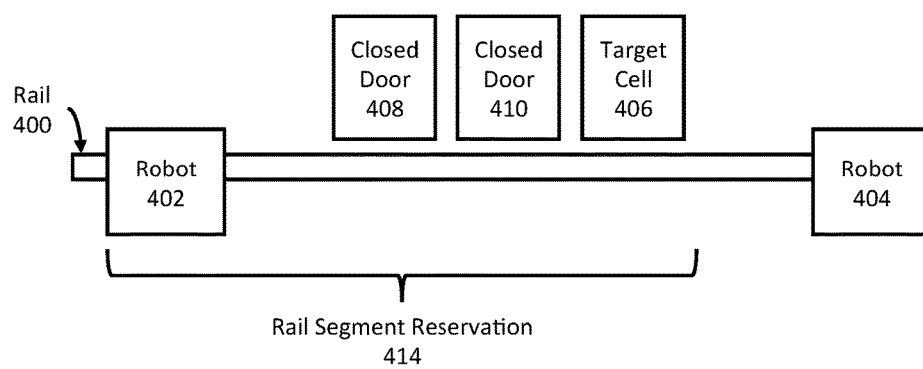 Closed
Door
408
Closed
Door
410
Target
Cell
406
Rail
400
Robot
402
Robot
404
Rail Segment Reservation
414